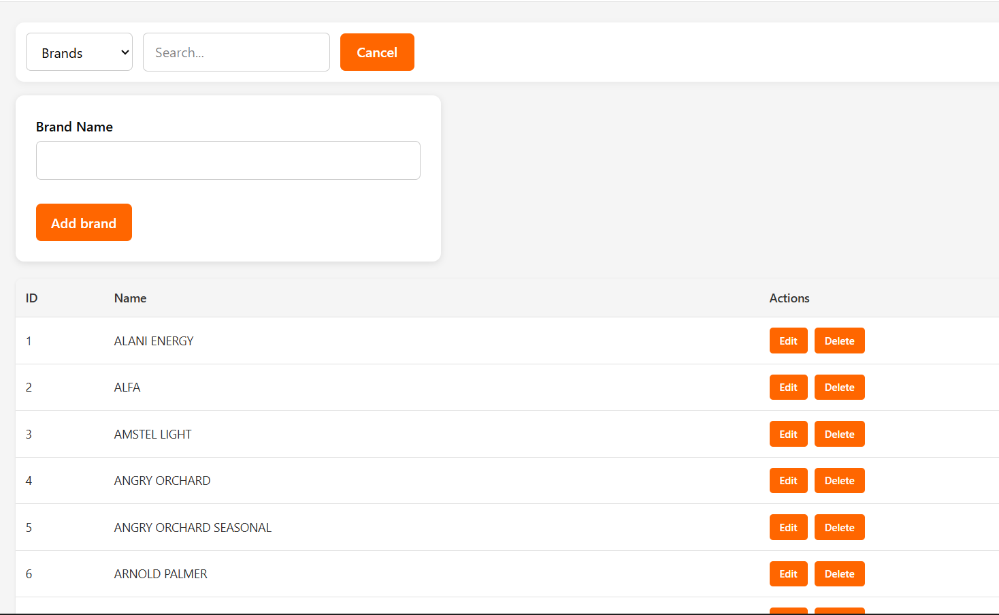 Brands Search... Cancel
Brand Name
Add brand
ID Name Actions
1 ALANI ENERGY Edit Delete
2 ALFA Edit Delete
3 AMSTEL LIGHT Edit Delete
4 ANGRY ORCHARD Edit Delete
5 ANGRY ORCHARD SEASONAL Edit Delete
6 ARNOLD PALMER Edit Delete